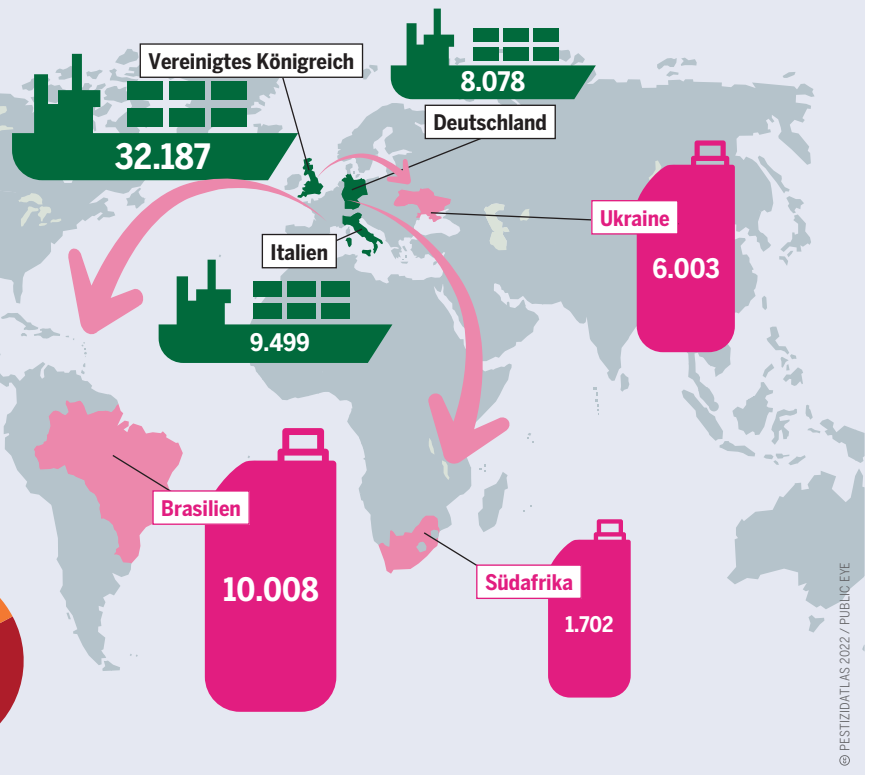 Vereinigtes Königreich
8.078
32.187
Deutschland
Ukraine
6.003
Italien
9.499
Brasilien
10.008
Südafrika
1.702
PESTIZIDATLAS 2022 / PUBLIC EYE